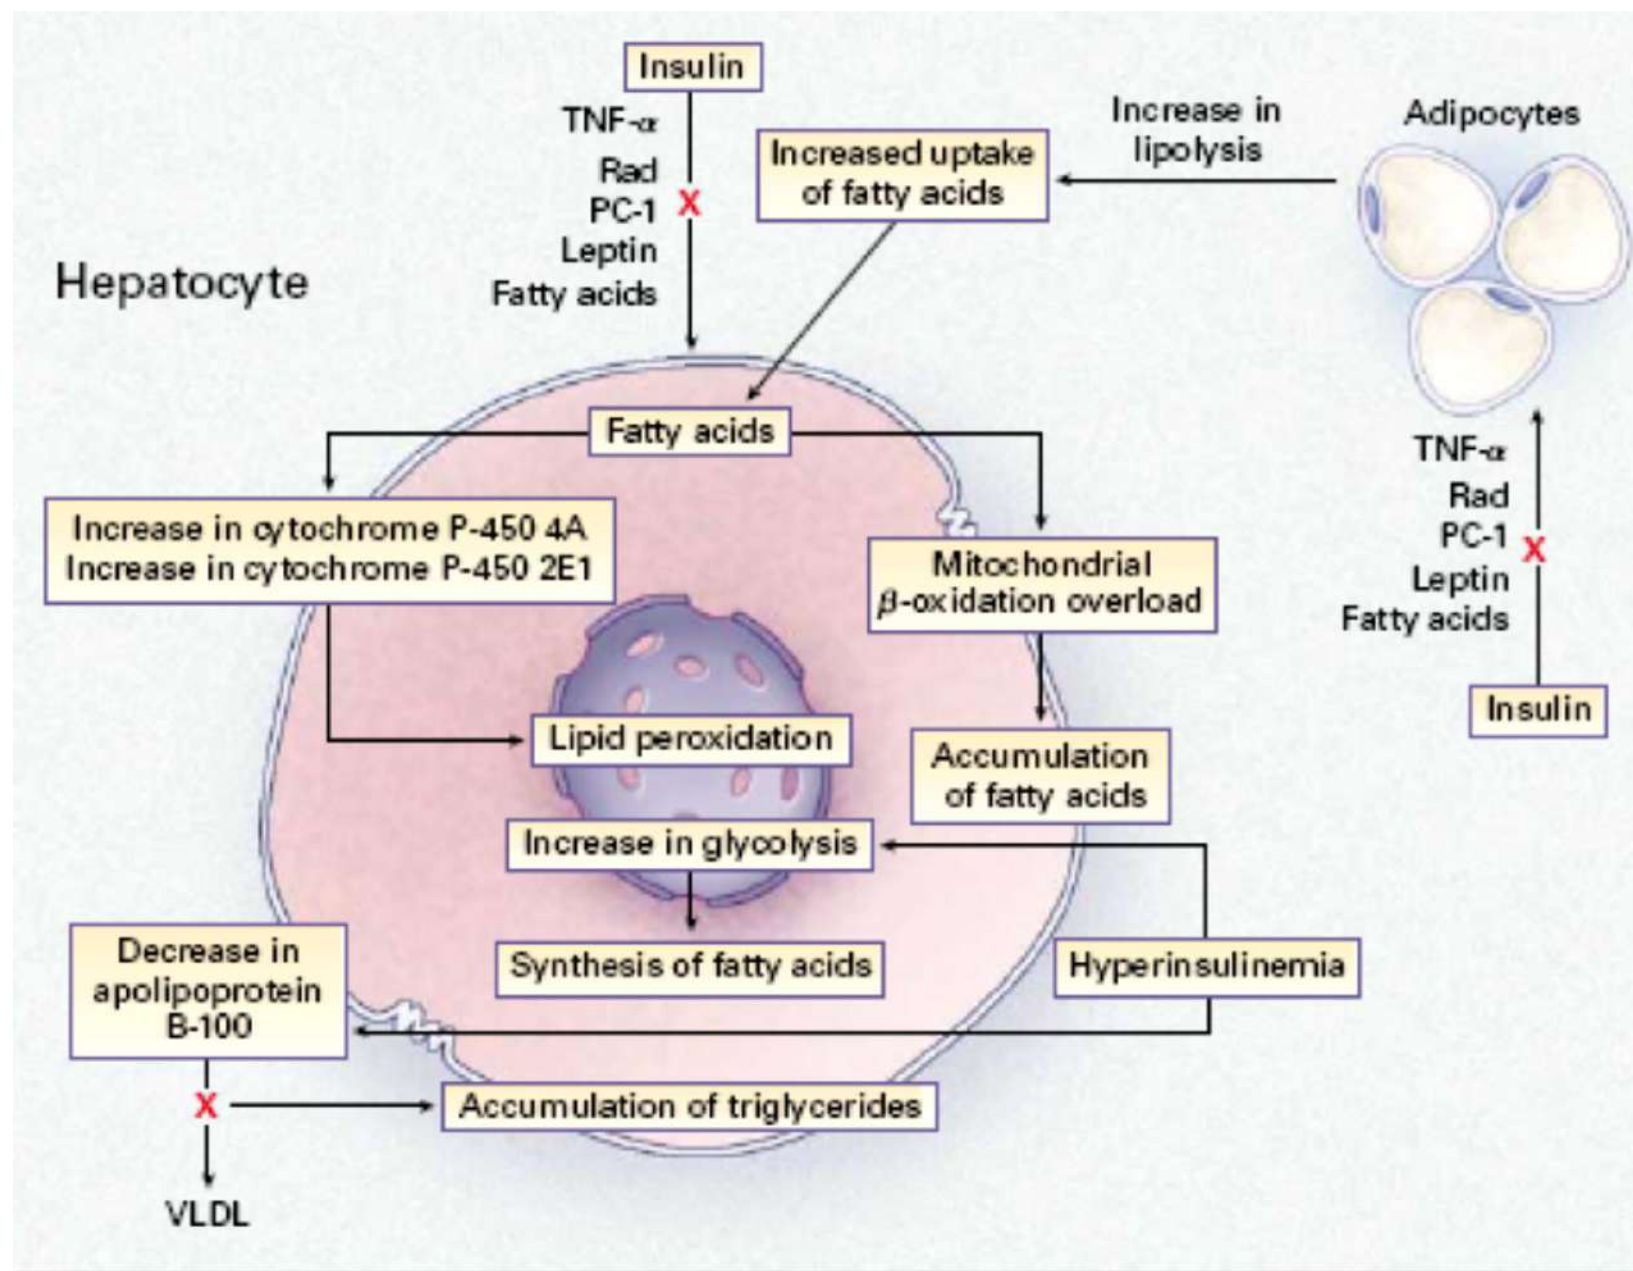 Insulin
TNF-α
Rad
PC-1
X
Leptin
Fatty acids
Increased uptake
of fatty acids
Increase in
lipolysis
Adipocytes
Hepatocyte
Fatty acids
TNF-α
Rad
PC-1
X
Leptin
Fatty acids
Insulin
Increase in cytochrome P-450 4A
Increase in cytochrome P-450 2E1
Mitochondrial
β-oxidation overload
Lipid peroxidation
Accumulation
of fatty acids
Increase in glycolysis
Synthesis of fatty acids
Hyperinsulinemia
Decrease in
apolipoprotein
B-100
X
Accumulation of triglycerides
VLDL